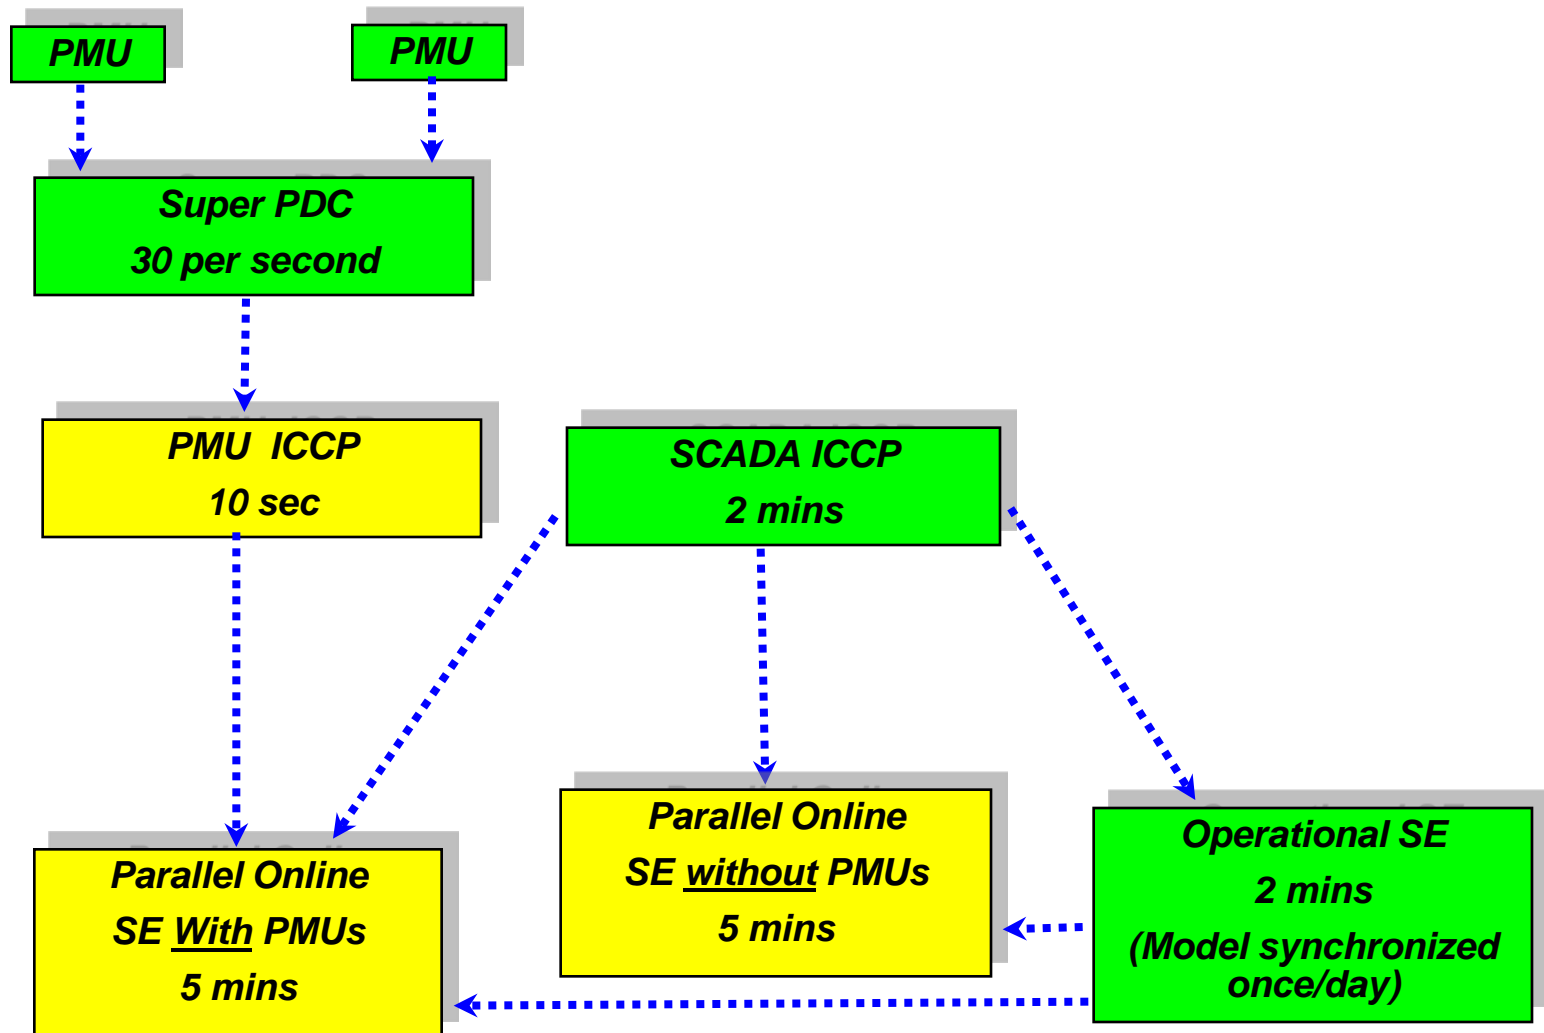 PMU
PMU
Super PDC
30 per second
PMU ICCP
10 sec
SCADA ICCP
2 mins
Parallel Online
SE without PMUs
5 mins
Operational SE
2 mins
(Model synchronized
once/day)
Parallel Online
SE With PMUs
5 mins